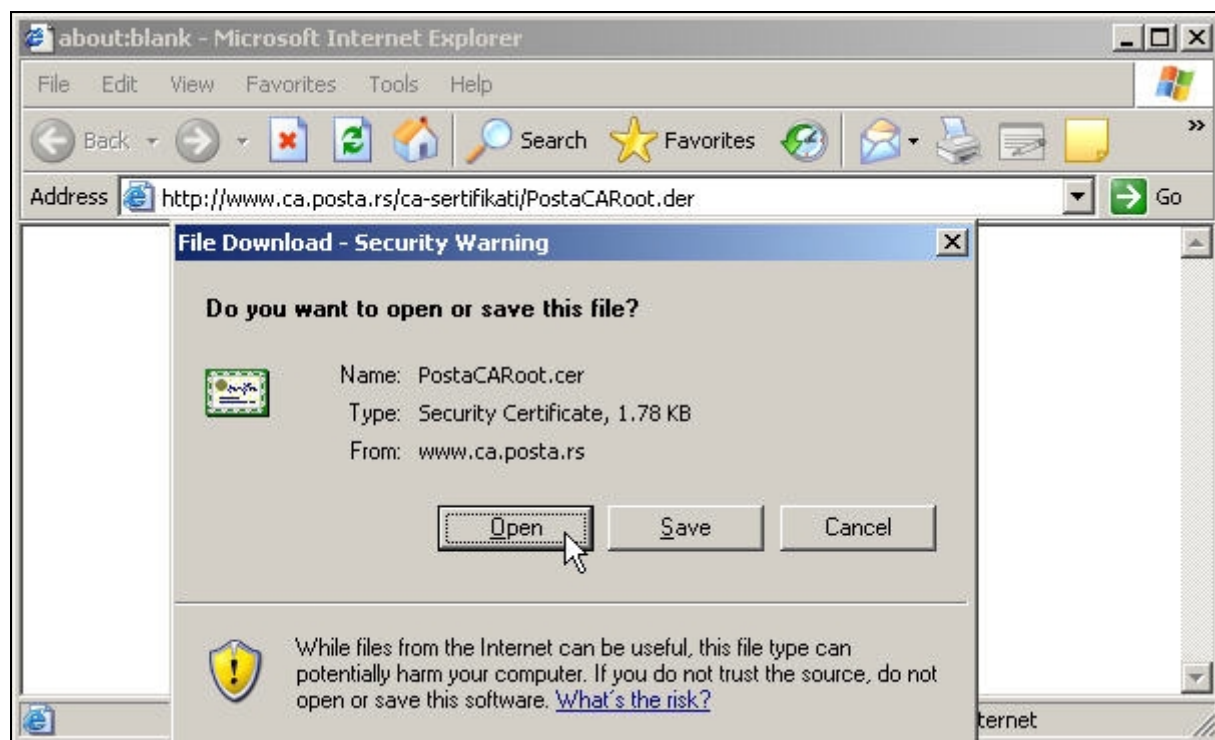 about:blank - Microsoft Internet Explorer
File Edit View Favorites Tools Help
Back Search Favorites »
Address http://www.ca.posta.rs/ca-sertifikati/PostaCARoot.der Go
File Download - Security Warning
Do you want to open or save this file?
Name: PostaCARoot.cer
Type: Security Certificate, 1.78 KB
From: www.ca.posta.rs
Open Save Cancel
While files from the Internet can be useful, this file type can
potentially harm your computer. If you do not trust the source, do not
open or save this software. What's the risk?
ternet